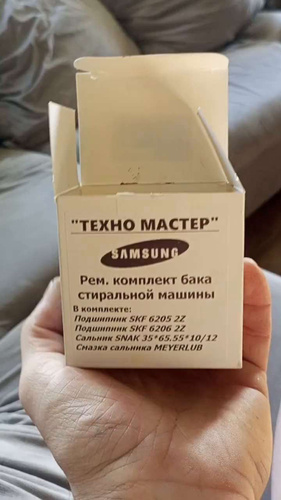 "ТЕХНО МАСТЕР"
SAMSUNG
Рем. комплект бака
стиральной машины
В комплекте:
Подшипник SKF 6205 2Z
Подшипник SKF 6206 2Z
Сальник SNAK 35*65.55*10/12
Смазка сальника MEYERLUB